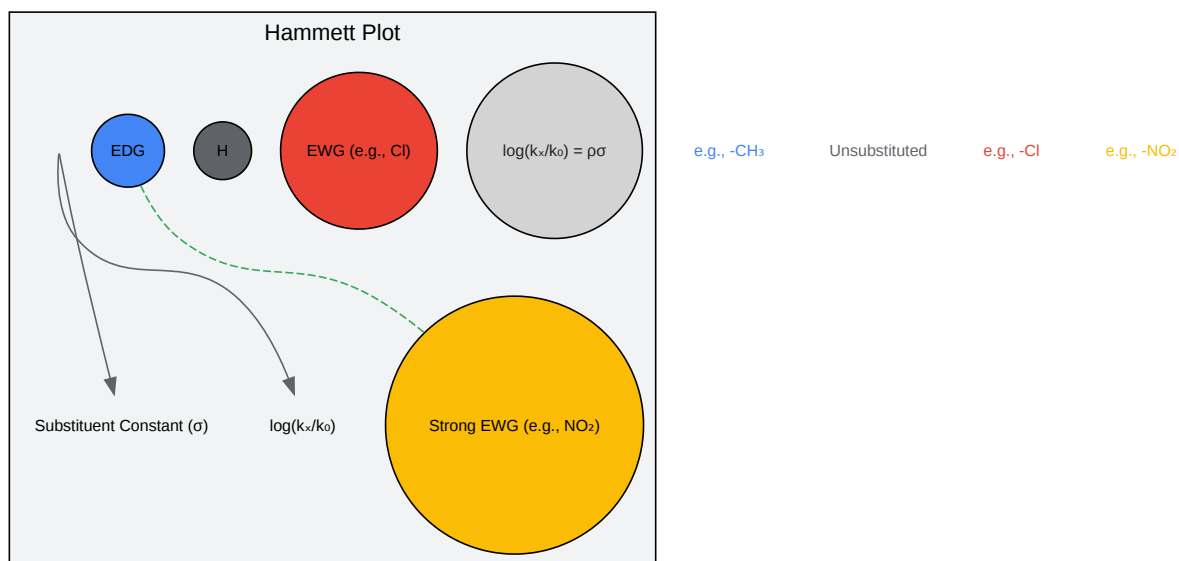 Hammett Plot
EDG
H
EWG (e.g., Cl)
log(kₓ/k₀) = ρσ
e.g., -CH₃
Unsubstituted
e.g., -Cl
e.g., -NO₂
Substituent Constant (σ)
log(kₓ/k₀)
Strong EWG (e.g., NO₂)